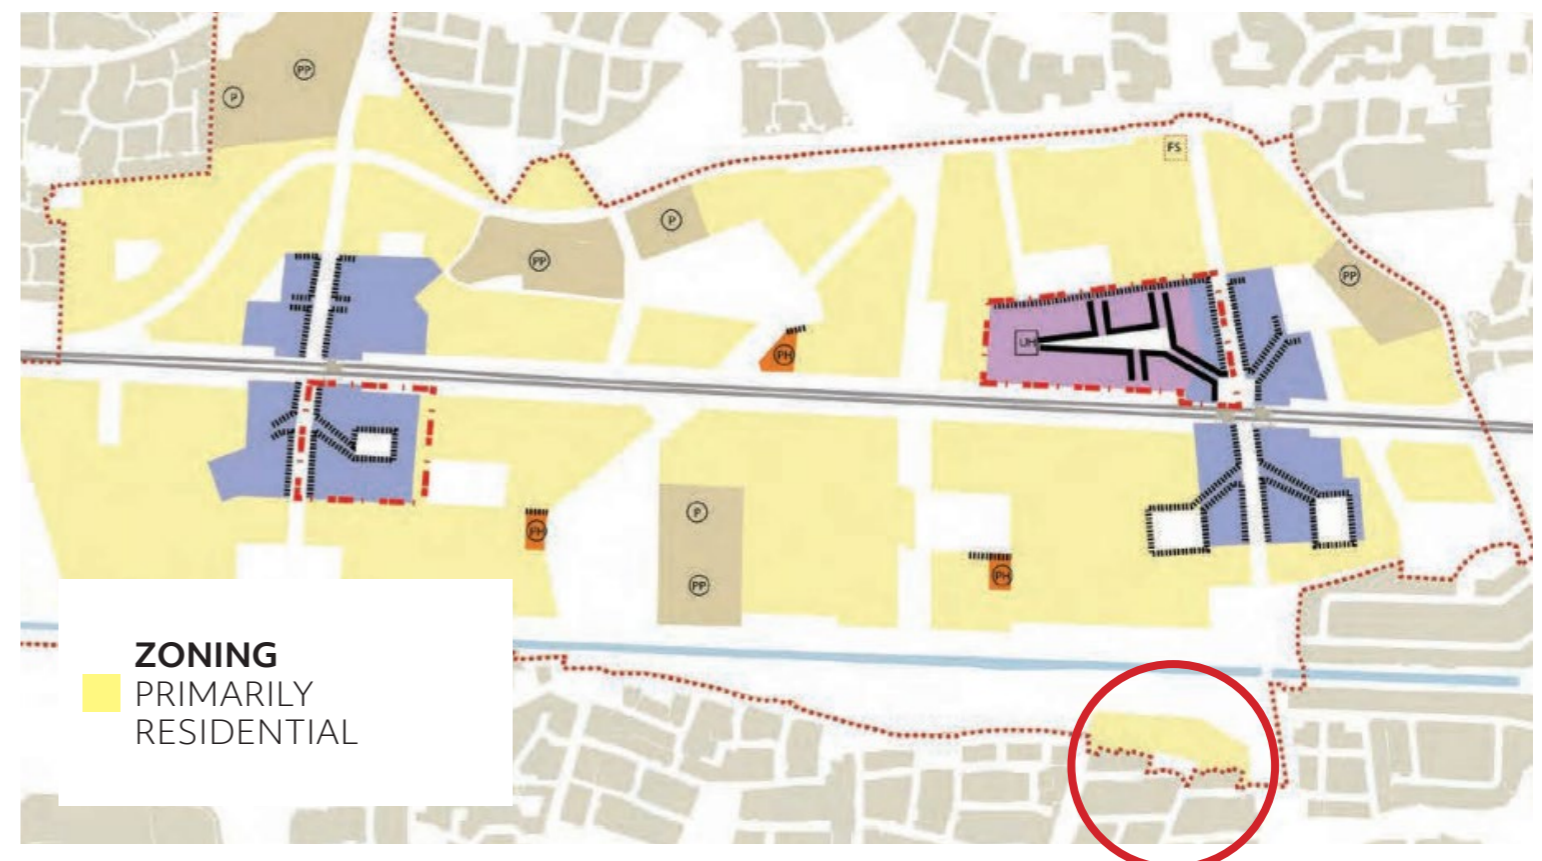 PP
P
FS
P
PP
PP
UH
PH
P
PH
PH
PP
ZONING
PRIMARILY
RESIDENTIAL